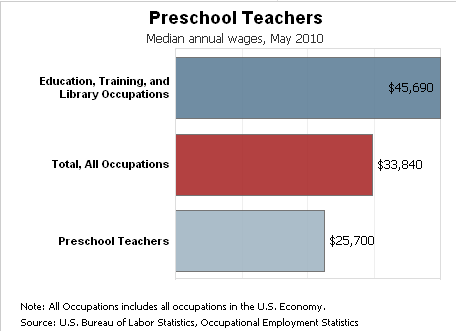 Preschool Teachers
Median annual wages, May 2010
Education, Training, and
Library Occupations
$45,690
Total, All Occupations
$33,840
Preschool Teachers
$25,700
Note: All Occupations includes all occupations in the U.S. Economy.
Source: U.S. Bureau of Labor Statistics, Occupational Employment Statistics